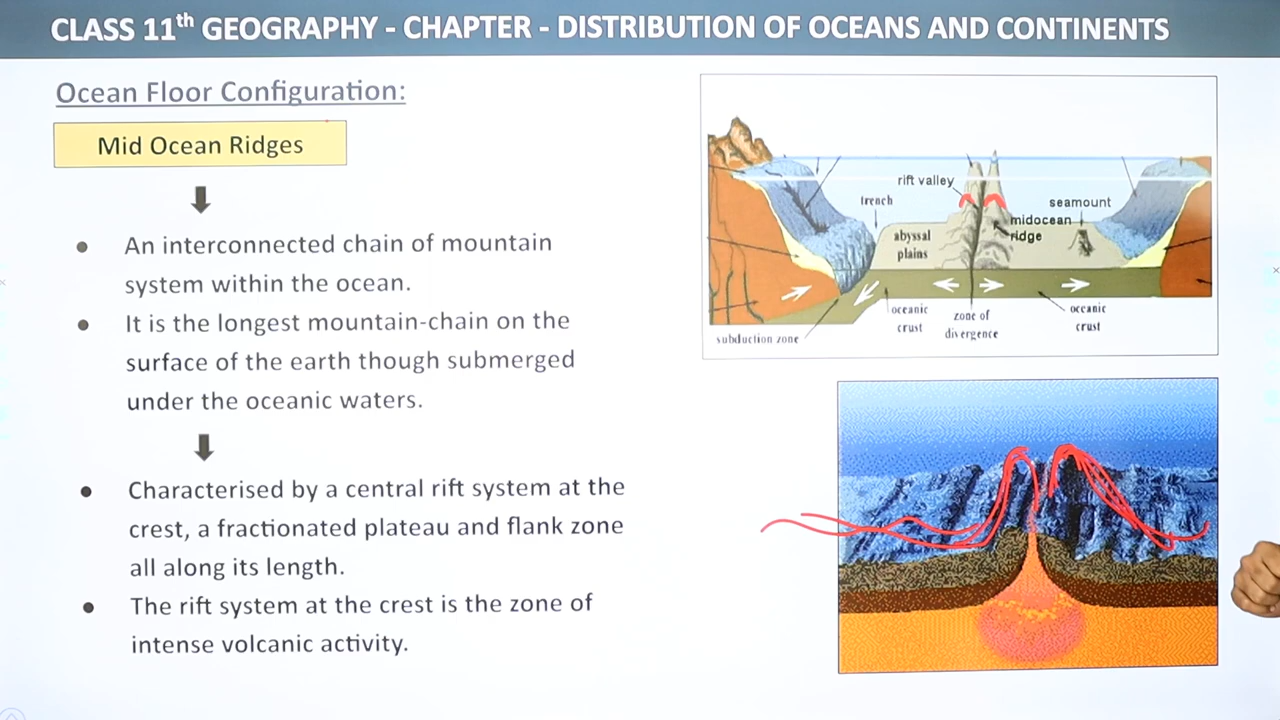 CLASS 11th GEOGRAPHY - CHAPTER - DISTRIBUTION OF OCEANS AND CONTINENTS
Ocean Floor Configuration:
Mid Ocean Ridges
● An interconnected chain of mountain
system within the ocean.
● It is the longest mountain-chain on the
surface of the earth though submerged
under the oceanic waters.
● Characterised by a central rift system at the
crest, a fractionated plateau and flank zone
all along its length.
● The rift system at the crest is the zone of
intense volcanic activity.
rift valley
trench
seamount
midocean
ridge
abyssal
plains
oceanic
crust
zone of
divergence
oceanic
crust
subduction zone